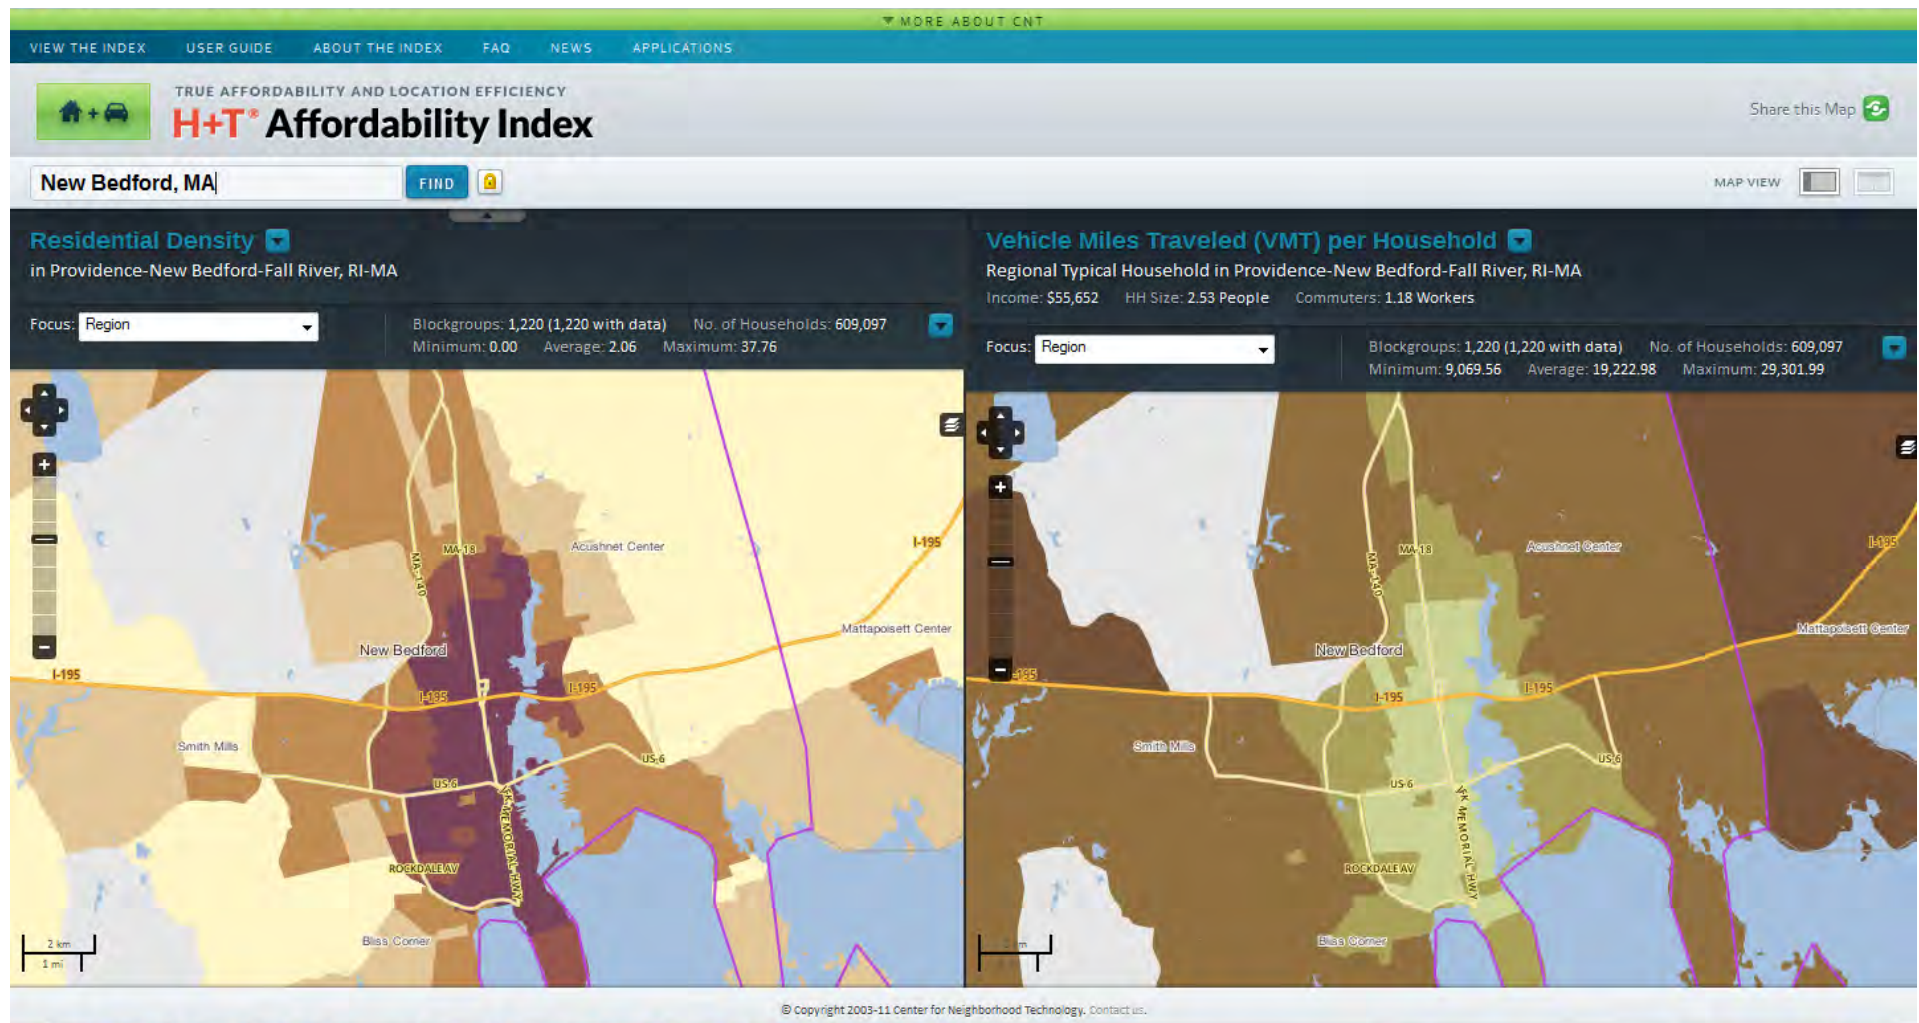 MORE ABOUT CNT
VIEW THE INDEX USER GUIDE ABOUT THE INDEX FAQ NEWS APPLICATIONS
TRUE AFFORDABILITY AND LOCATION EFFICIENCY
H+T® Affordability Index
Share this Map
New Bedford, MA
FIND
MAP VIEW
Residential Density
in Providence-New Bedford-Fall River, RI-MA
Focus: Region
Blockgroups: 1,220 (1,220 with data) No. of Households: 609,097
Minimum: 0.00 Average: 2.06 Maximum: 37.76
MA-18
Acushnet Center
I-195
MA-140
Mattapoisett Center
New Bedford
I-195
I-195
I-195
Smith Mills
US-6
US-6
JFK MEMORIAL HWY
ROCKDALE AV
Bliss Corner
2 km
1 mi
Vehicle Miles Traveled (VMT) per Household
Regional Typical Household in Providence-New Bedford-Fall River, RI-MA
Income: $55,652 HH Size: 2.53 People Commuters: 1.18 Workers
Focus: Region
Blockgroups: 1,220 (1,220 with data) No. of Households: 609,097
Minimum: 9,069.56 Average: 19,222.98 Maximum: 29,301.99
MA-18
Acushnet Center
I-195
MA-140
Mattapoisett Center
New Bedford
I-195
I-195
Smith Mills
US-6
US-6
JFK MEMORIAL HWY
ROCKDALE AV
Bliss Corner
© Copyright 2003-11 Center for Neighborhood Technology. Contact us.